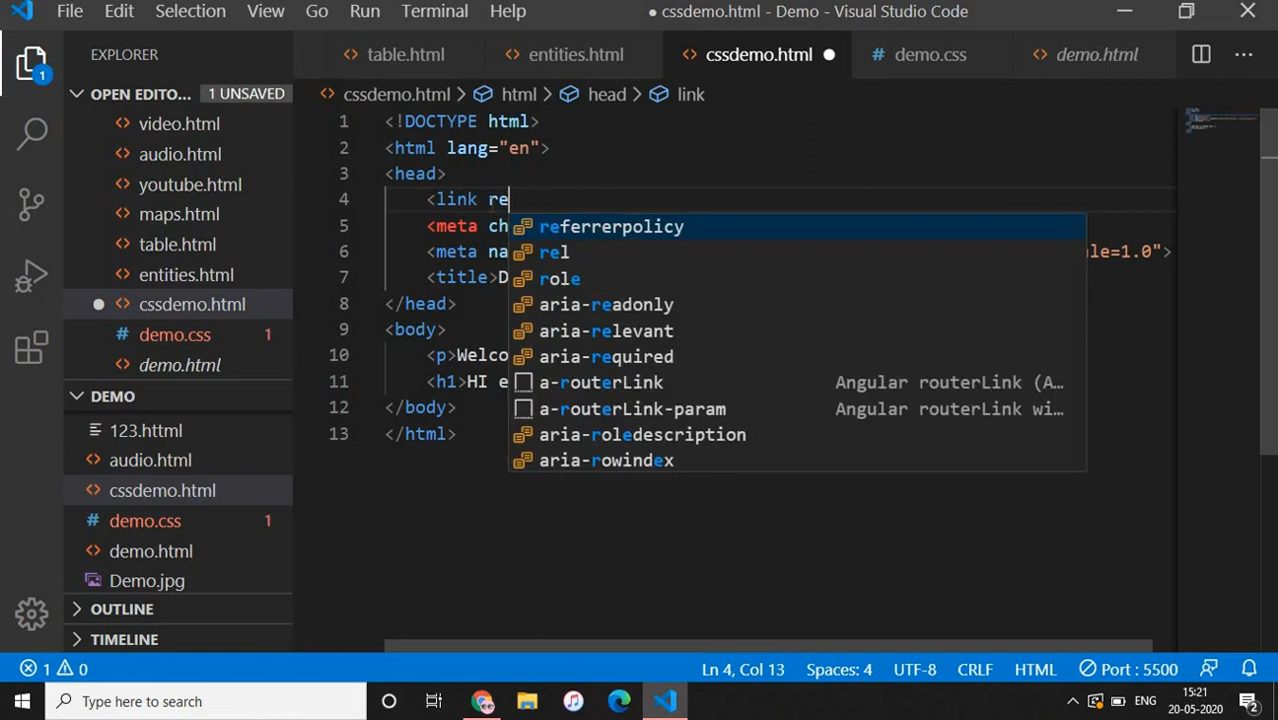 File Edit Selection View Go Run Terminal Help ● cssdemo.html - Demo - Visual Studio Code
EXPLORER
table.html entities.html cssdemo.html demo.css demo.html
1
OPEN EDITO... 1 UNSAVED
cssdemo.html > html > head > link
video.html
audio.html
youtube.html
maps.html
table.html
entities.html
cssdemo.html
demo.css 1
demo.html
DEMO
123.httml
audio.html
cssdemo.html
demo.css 1
demo.html
Demo.jpg
OUTLINE
TIMELINE
1 <!DOCTYPE html>
2 <html lang="en">
3 <head>
4 <link re
5 <meta ch
6 <meta na ale=1.0">
7 <title>D
8 </head>
9 <body>
10 <p>Welco
11 <h1>HI e
12 </body>
13 </html>
referrerpolicy
rel
role
aria-readonly
aria-relevant
aria-required
a-routerLink Angular routerLink (A…
a-routerLink-param Angular routerLink wi…
aria-roledescription
aria-rowindex
1 0 Ln 4, Col 13 Spaces: 4 UTF-8 CRLF HTML Port : 5500
Type here to search
ENG
15:21
20-05-2020
2